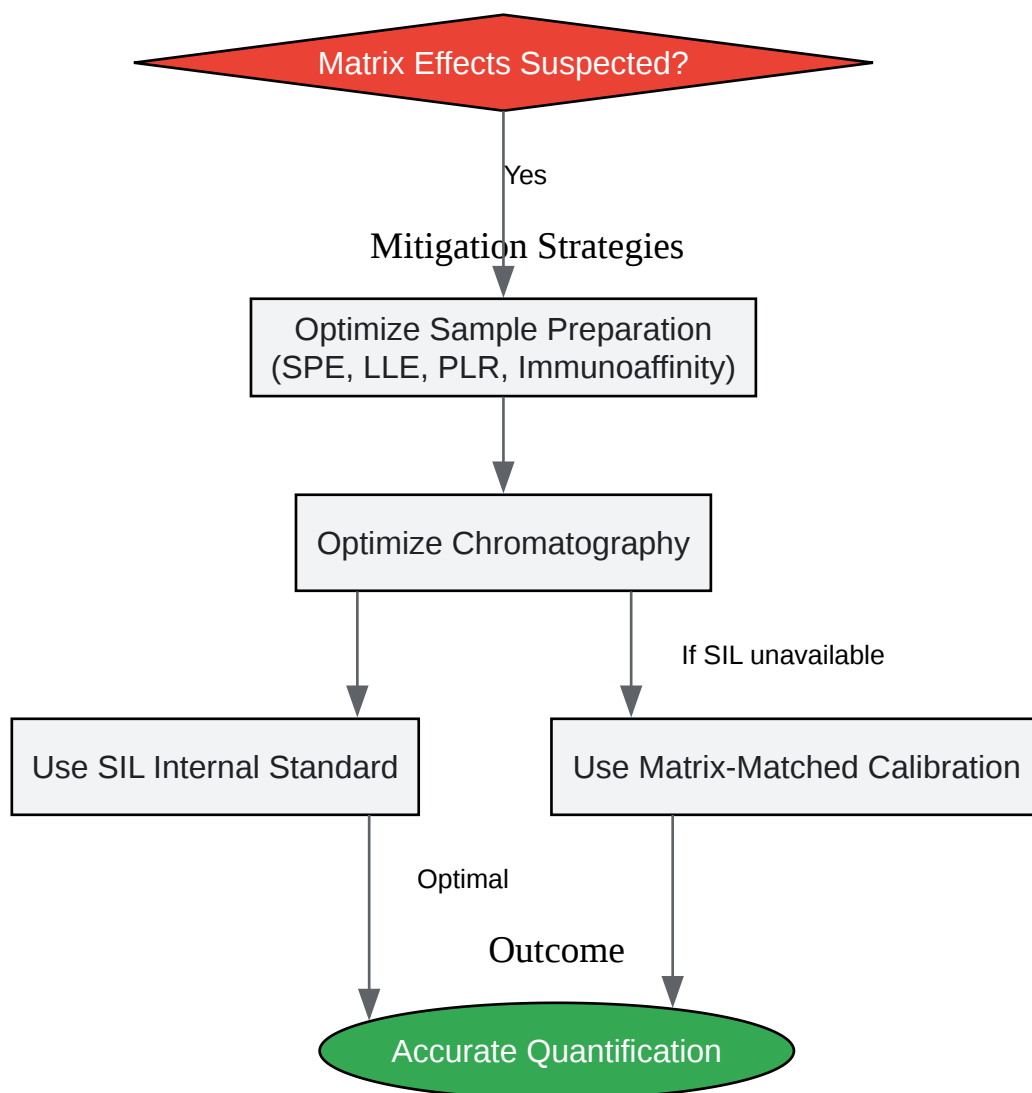 Matrix Effects Suspected?
Yes
Mitigation Strategies
Optimize Sample Preparation
(SPE, LLE, PLR, Immunoaffinity)
Optimize Chromatography
If SIL unavailable
Use SIL Internal Standard
Use Matrix-Matched Calibration
Optimal
Outcome
Accurate Quantification